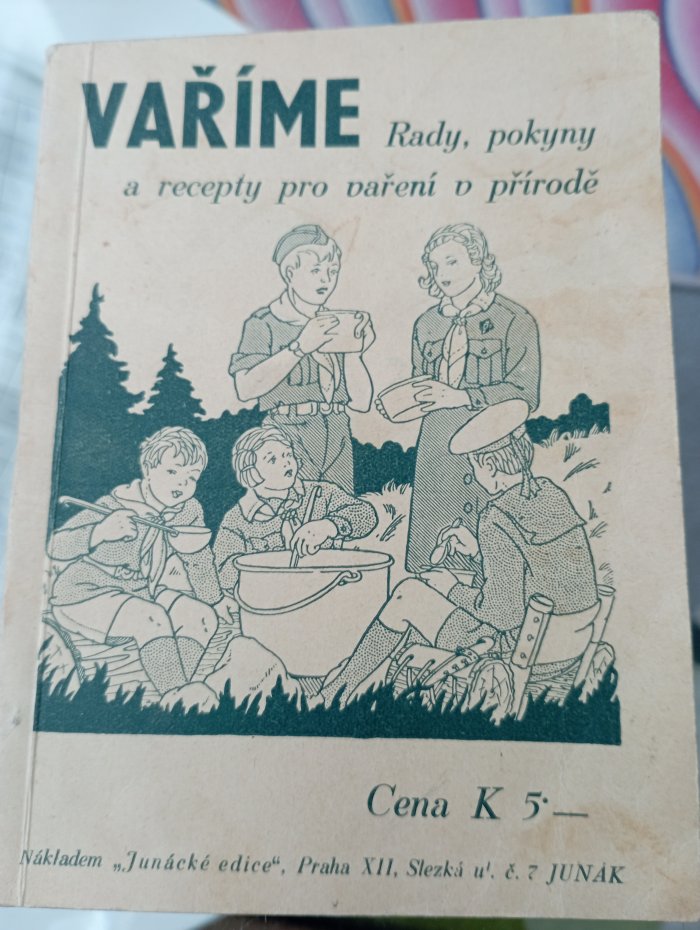 VAŘÍME Rady, pokyny
a recepty pro vaření v přírodě
Cena K 5·—
Nákladem „Junácké edice“, Praha XII, Slezká ul. č. 7 JUNÁK